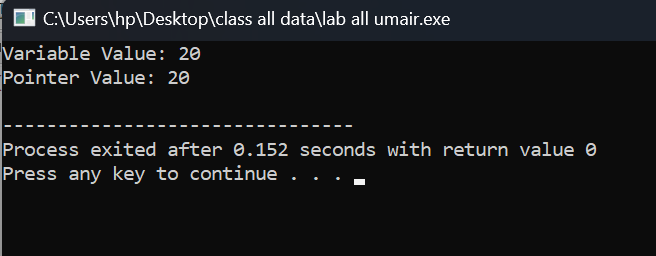 C:\Users\hp\Desktop\class all data\lab all umair.exe
Variable Value: 20
Pointer Value: 20
--------------------------------
Process exited after 0.152 seconds with return value 0
Press any key to continue . . .